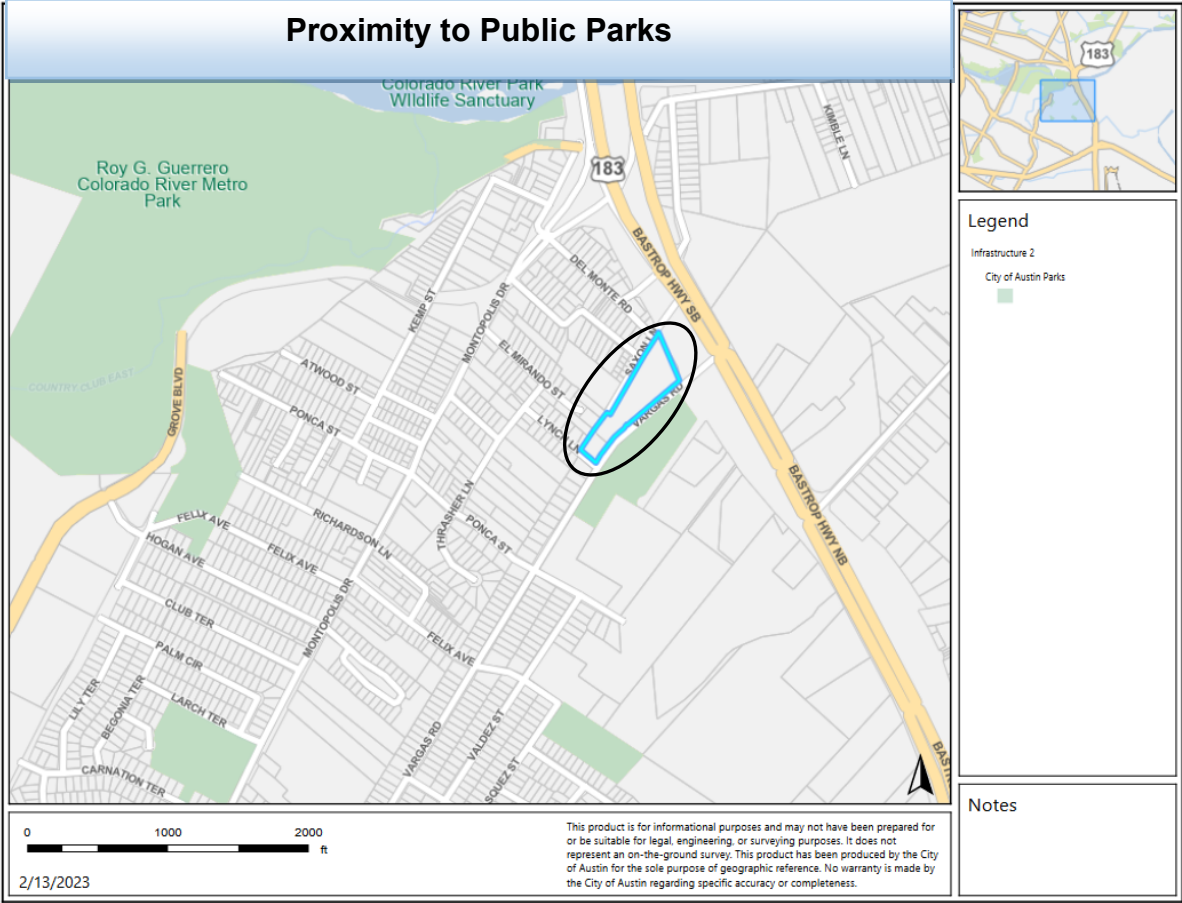 Proximity to Public Parks
Colorado River Park
WIldlife Sanctuary
Roy G. Guerrero
Colorado River Metro
Park
183
183
KIMBLE LN
BASTROP HWY SB
DEL MONTE RD
KEMP ST
MONTOPOLIS DR
SAXON LN
EL MIRANDO ST
VARGAS RD
LYNCH LN
ATWOOD ST
COUNTRY CLUB EAST
GROVE BLVD
PONCA ST
BASTROP HWY NB
THRASHER LN
RICHARDSON LN
PONCA ST
FELIX AVE
HOGAN AVE
FELIX AVE
CLUB TER
MONTOPOLIS DR
PALM CIR
FELIX AVE
LILY TER
BEGONIA TER
LARCH TER
VARGAS RD
VALDEZ ST
SQUEZ ST
CARNATION TER
BASTR
Legend
Infrastructure 2
City of Austin Parks
Notes
0 1000 2000
ft
2/13/2023
This product is for informational purposes and may not have been prepared for
or be suitable for legal, engineering, or surveying purposes. It does not
represent an on-the-ground survey. This product has been produced by the City
of Austin for the sole purpose of geographic reference. No warranty is made by
the City of Austin regarding specific accuracy or completeness.